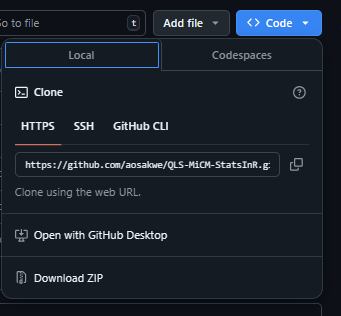 Go to file t Add file Code
Local Codespaces
Clone
HTTPS SSH GitHub CLI
https://github.com/aosakwe/QLS-MiCM-StatsInR.g
Clone using the web URL.
Open with GitHub Desktop
Download ZIP